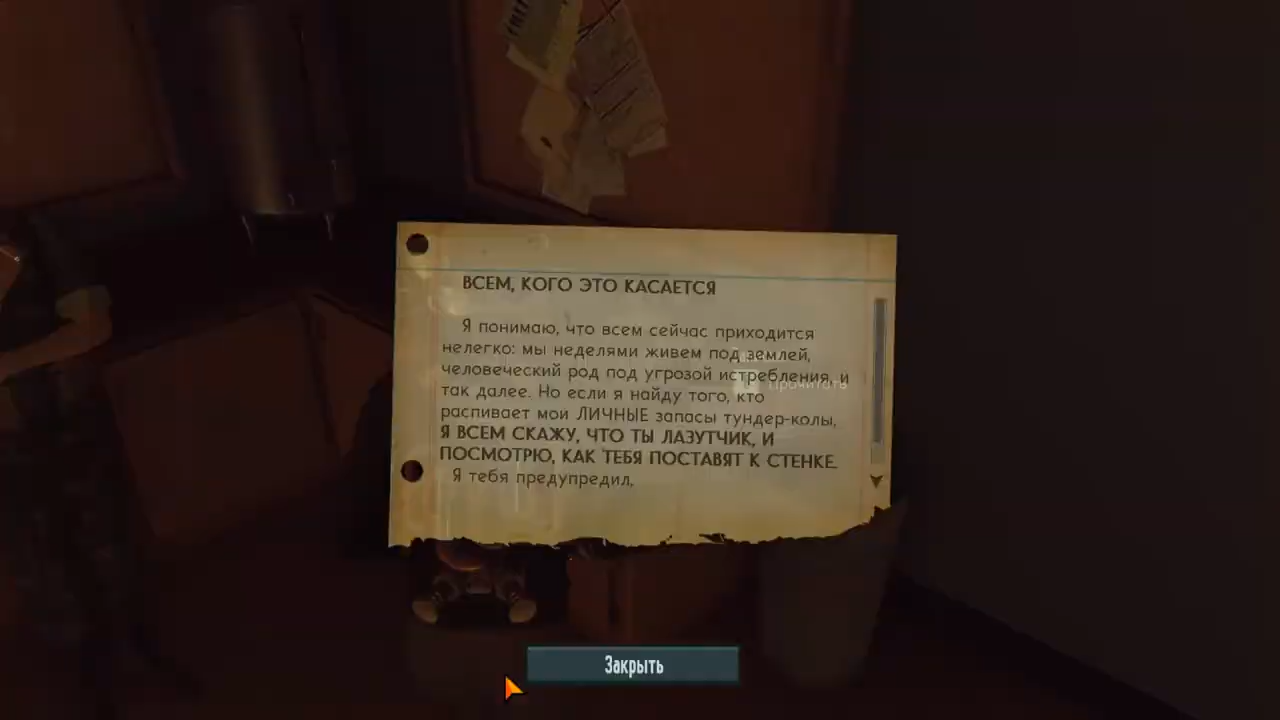 ВСЕМ, КОГО ЭТО КАСАЕТСЯ
Я понимаю, что всем сейчас приходится
нелегко: мы неделями живем под землей,
человеческий род под угрозой истребления, и
так далее. Но если я найду того, кто
распивает мои ЛИЧНЫЕ запасы тундер-колы,
Я ВСЕМ СКАЖУ, ЧТО ТЫ ЛАЗУТЧИК, И
ПОСМОТРЮ, КАК ТЕБЯ ПОСТАВЯТ К СТЕНКЕ.
Я тебя предупредил,
Прочитать
Закрыть